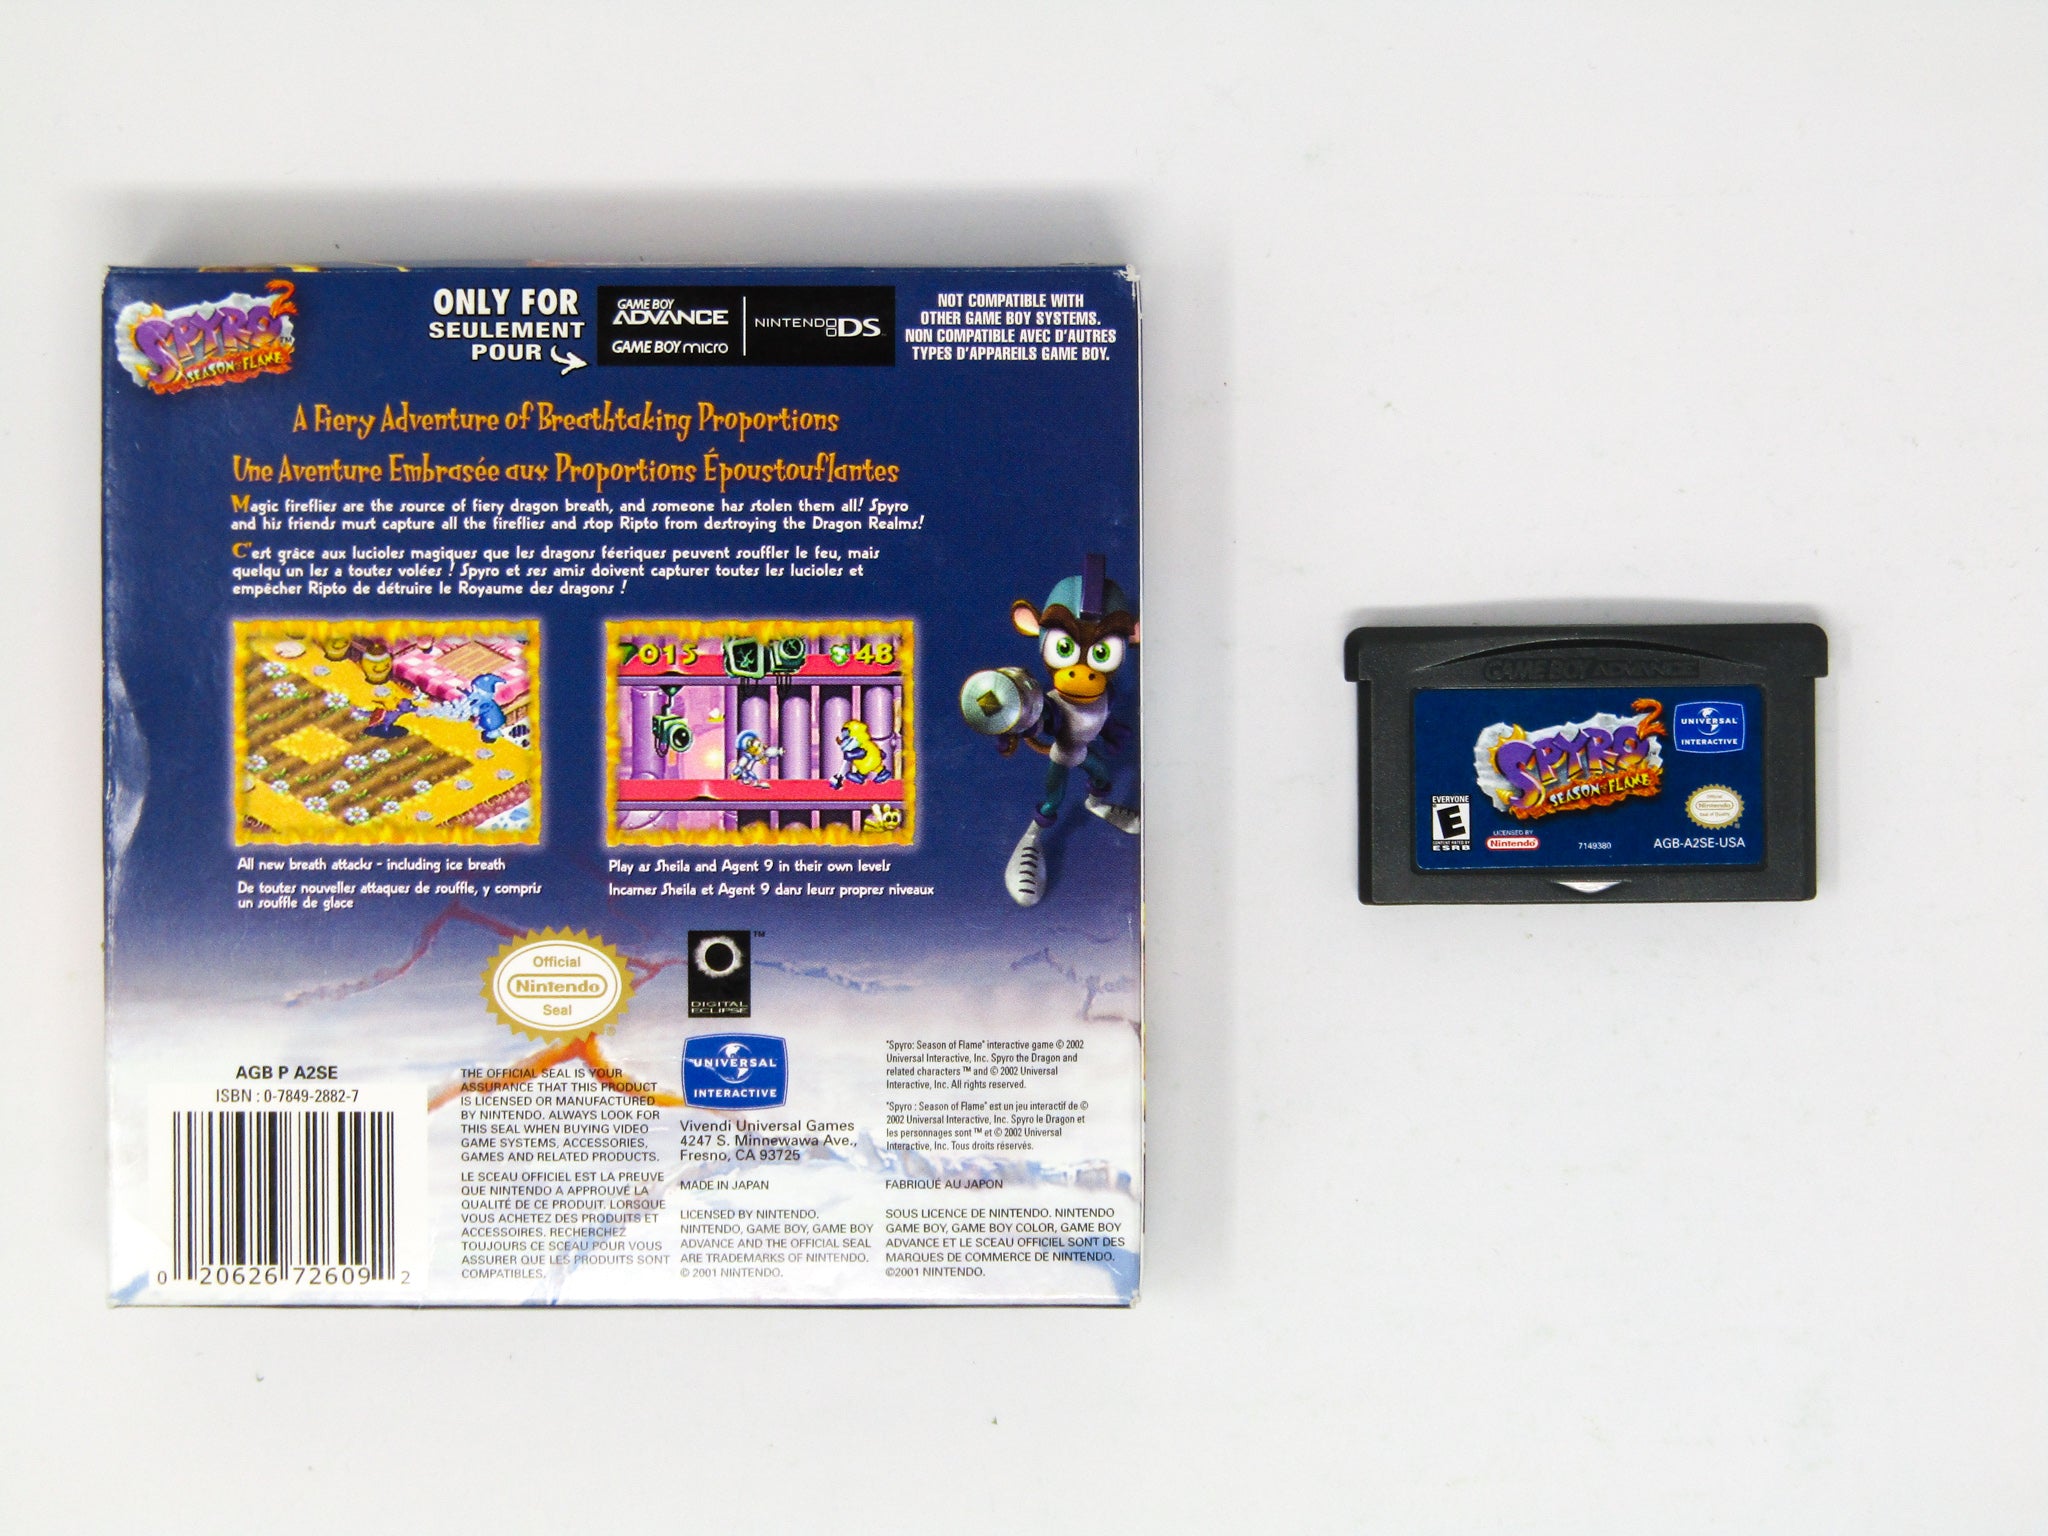 SPYRO 2
SEASON OF FLAME
ONLY FOR
SEULEMENT
POUR
GAME BOY
ADVANCE
GAME BOY micro
NINTENDO DS
NOT COMPATIBLE WITH
OTHER GAME BOY SYSTEMS.
NON COMPATIBLE AVEC D'AUTRES
TYPES D'APPAREILS GAME BOY.
A Fiery Adventure of Breathtaking Proportions
Une Aventure Embrasée aux Proportions Époustouflantes
Magic fireflies are the source of fiery dragon breath, and someone has stolen them all! Spyro
and his friends must capture all the fireflies and stop Ripto from destroying the Dragon Realms!
C'est grâce aux lucioles magiques que les dragons féeriques peuvent souffler le feu, mais
quelqu'un les a toutes volées ! Spyro et ses amis doivent capturer toutes les lucioles et
empêcher Ripto de détruire le Royaume des dragons !
7015
48
All new breath attacks - including ice breath
De toutes nouvelles attaques de souffle, y compris
un souffle de glace
Play as Sheila and Agent 9 in their own levels
Incarnes Sheila et Agent 9 dans leurs propres niveaux
Official
Nintendo
Seal
DIGITAL
ECLIPSE
TM
AGB P A2SE
ISBN : 0-7849-2882-7
0 20626 72609 2
THE OFFICIAL SEAL IS YOUR
ASSURANCE THAT THIS PRODUCT
IS LICENSED OR MANUFACTURED
BY NINTENDO. ALWAYS LOOK FOR
THIS SEAL WHEN BUYING VIDEO
GAME SYSTEMS, ACCESSORIES,
GAMES AND RELATED PRODUCTS.
LE SCEAU OFFICIEL EST LA PREUVE
QUE NINTENDO A APPROUVÉ LA
QUALITÉ DE CE PRODUIT. LORSQUE
VOUS ACHETEZ DES PRODUITS ET
ACCESSOIRES. RECHERCHEZ
TOUJOURS CE SCEAU POUR VOUS
ASSURER QUE LES PRODUITS SONT
COMPATIBLES.
UNIVERSAL
INTERACTIVE
Vivendi Universal Games
4247 S. Minnewawa Ave.,
Fresno, CA 93725
MADE IN JAPAN
LICENSED BY NINTENDO.
NINTENDO, GAME BOY, GAME BOY
ADVANCE AND THE OFFICIAL SEAL
ARE TRADEMARKS OF NINTENDO.
© 2001 NINTENDO.
"Spyro: Season of Flame" interactive game © 2002
Universal Interactive, Inc. Spyro the Dragon and
related characters ™ and © 2002 Universal
Interactive, Inc. All rights reserved.
"Spyro : Season of Flame" est un jeu interactif de ©
2002 Universal Interactive, Inc. Spyro le Dragon et
les personnages sont ™ et © 2002 Universal
Interactive, Inc. Tous droits réservés.
FABRIQUÉ AU JAPON
SOUS LICENCE DE NINTENDO. NINTENDO
GAME BOY, GAME BOY COLOR, GAME BOY
ADVANCE ET LE SCEAU OFFICIEL SONT DES
MARQUES DE COMMERCE DE NINTENDO.
©2001 NINTENDO.
GAME BOY ADVANCE
SPYRO 2
SEASON OF FLAME
UNIVERSAL
INTERACTIVE
Official
Nintendo
Seal of Quality
EVERYONE
E
CONTENT RATED BY
ESRB
LICENSED BY
Nintendo
7149380
AGB-A2SE-USA